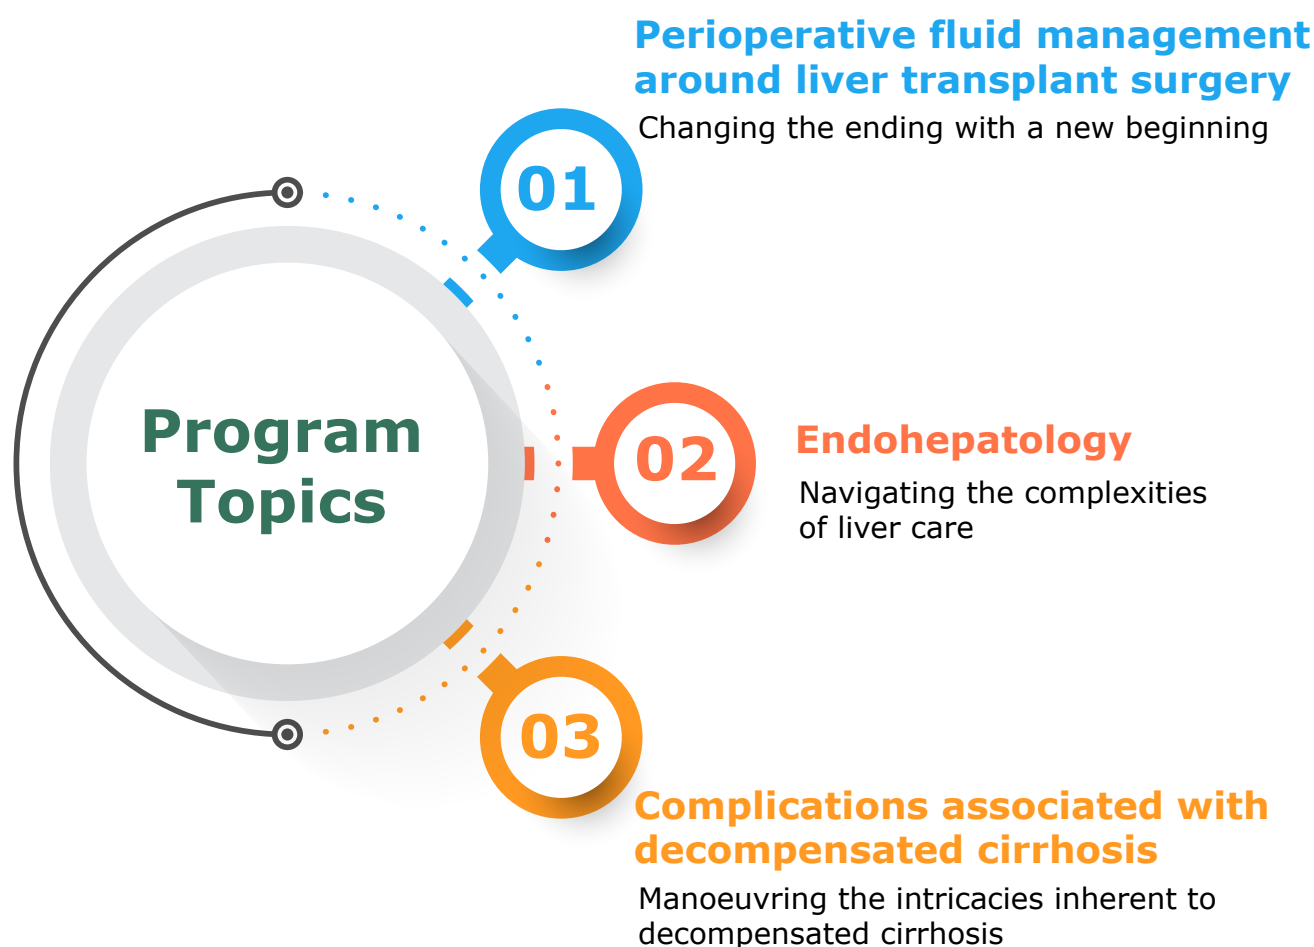 Program
Topics
01
Perioperative fluid management
around liver transplant surgery
Changing the ending with a new beginning
02
Endohepatology
Navigating the complexities
of liver care
03
Complications associated with
decompensated cirrhosis
Manoeuvring the intricacies inherent to
decompensated cirrhosis